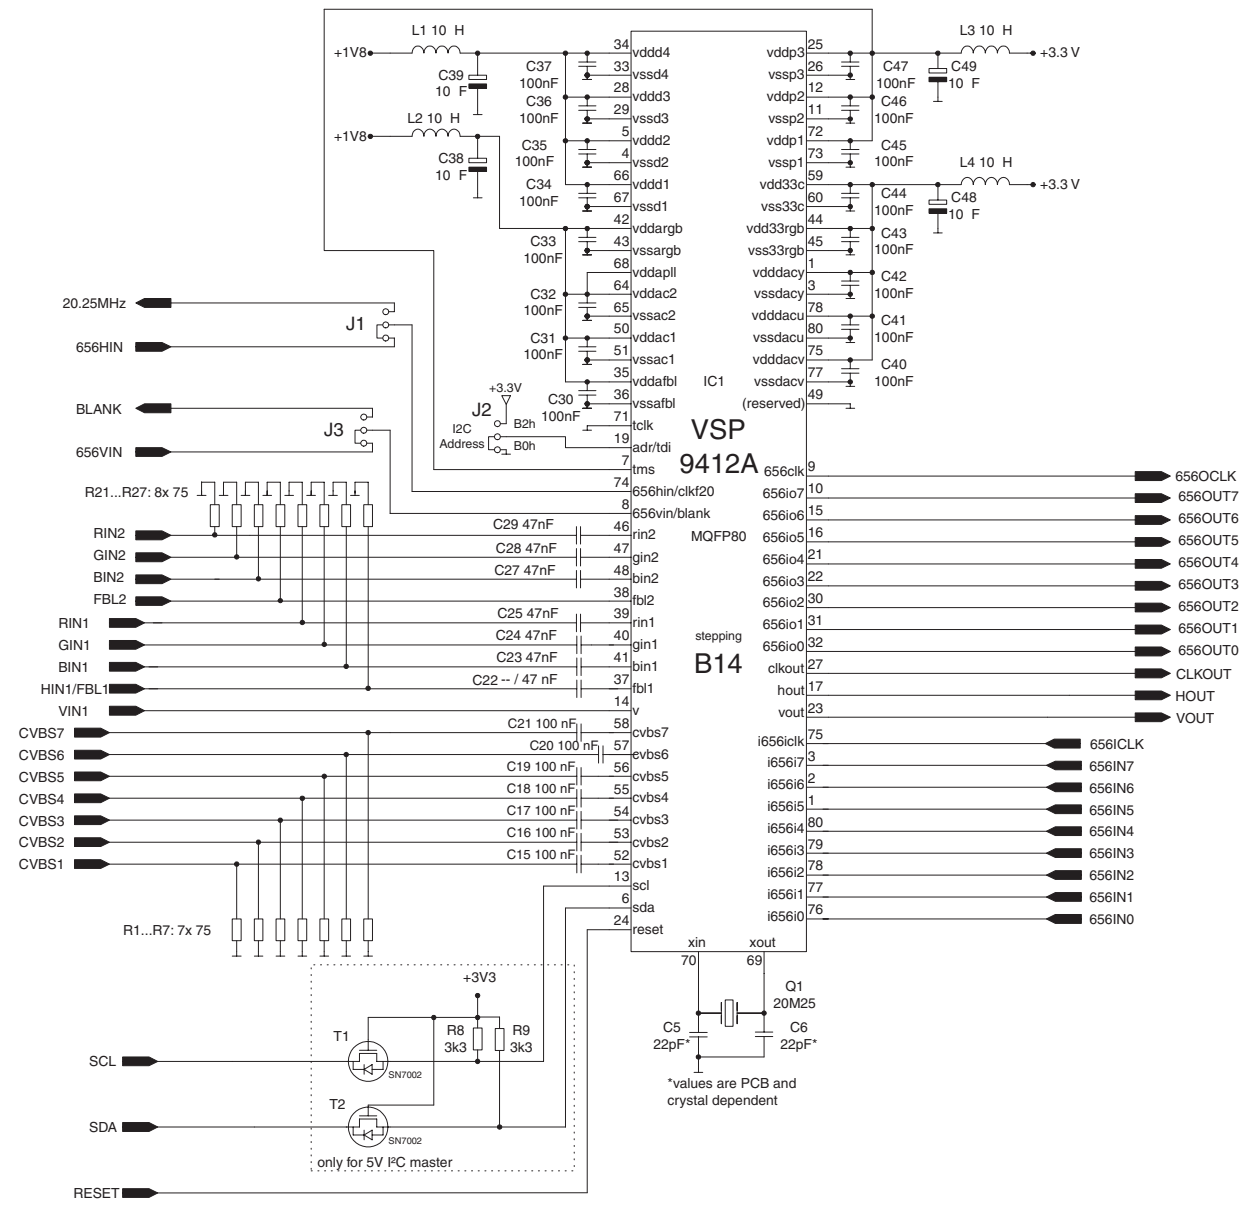 L1 10 H
+1V8
C39
10 F
L2 10 H
+1V8
C38
10 F
C37
100nF
C36
100nF
C35
100nF
C34
100nF
C33
100nF
C32
100nF
C31
100nF
C30
100nF
34 vddd4
33 vssd4
28 vddd3
29 vssd3
5 vddd2
4 vssd2
66 vddd1
67 vssd1
42 vddargb
43 vssargb
68 vddapll
64 vddac2
65 vssac2
50 vddac1
51 vssac1
35 vddafbl
36 vssafbl
71 tclk
19 adr/tdi
7 tms
74 656hin/clkf20
8 656vin/blank
46 rin2
47 gin2
48 bin2
38 fbl2
39 rin1
40 gin1
41 bin1
37 fbl1
14 v
58 cvbs7
57 cvbs6
56 cvbs5
55 cvbs4
54 cvbs3
53 cvbs2
52 cvbs1
13 scl
6 sda
24 reset
IC1
VSP
9412A
MQFP80
stepping
B14
vddp3 25
vssp3 26
vddp2 12
vssp2 11
vddp1 72
vssp1 73
vdd33c 59
vss33c 60
vdd33rgb 44
vss33rgb 45
vdddacy 1
vssdacy 3
vdddacu 78
vssdacu 80
vdddacv 75
vssdacv 77
(reserved) 49
656clk 9
656io7 10
656io6 15
656io5 16
656io4 21
656io3 22
656io2 30
656io1 31
656io0 32
clkout 27
hout 17
vout 23
i656iclk 75
i656i7 3
i656i6 2
i656i5 1
i656i4 80
i656i3 79
i656i2 78
i656i1 77
i656i0 76
xin
70
xout
69
L3 10 H
+3.3 V
C49
10 F
L4 10 H
+3.3 V
C48
10 F
C47
100nF
C46
100nF
C45
100nF
C44
100nF
C43
100nF
C42
100nF
C41
100nF
C40
100nF
20.25MHz
656HIN
J1
BLANK
656VIN
J3
+3.3V
J2
I2C
Address
B2h
B0h
R21...R27: 8x 75
RIN2
GIN2
BIN2
FBL2
RIN1
GIN1
BIN1
HIN1/FBL1
VIN1
C29 47nF
C28 47nF
C27 47nF
C25 47nF
C24 47nF
C23 47nF
C22 -- / 47 nF
CVBS7
CVBS6
CVBS5
CVBS4
CVBS3
CVBS2
CVBS1
C21 100 nF
C20 100 nF
C19 100 nF
C18 100 nF
C17 100 nF
C16 100 nF
C15 100 nF
R1...R7: 7x 75
656OCLK
656OUT7
656OUT6
656OUT5
656OUT4
656OUT3
656OUT2
656OUT1
656OUT0
CLKOUT
HOUT
VOUT
656ICLK
656IN7
656IN6
656IN5
656IN4
656IN3
656IN2
656IN1
656IN0
+3V3
T1
SN7002
R8
3k3
R9
3k3
T2
SN7002
only for 5V I²C master
SCL
SDA
RESET
Q1
20M25
C5
22pF*
C6
22pF*
*values are PCB and
crystal dependent